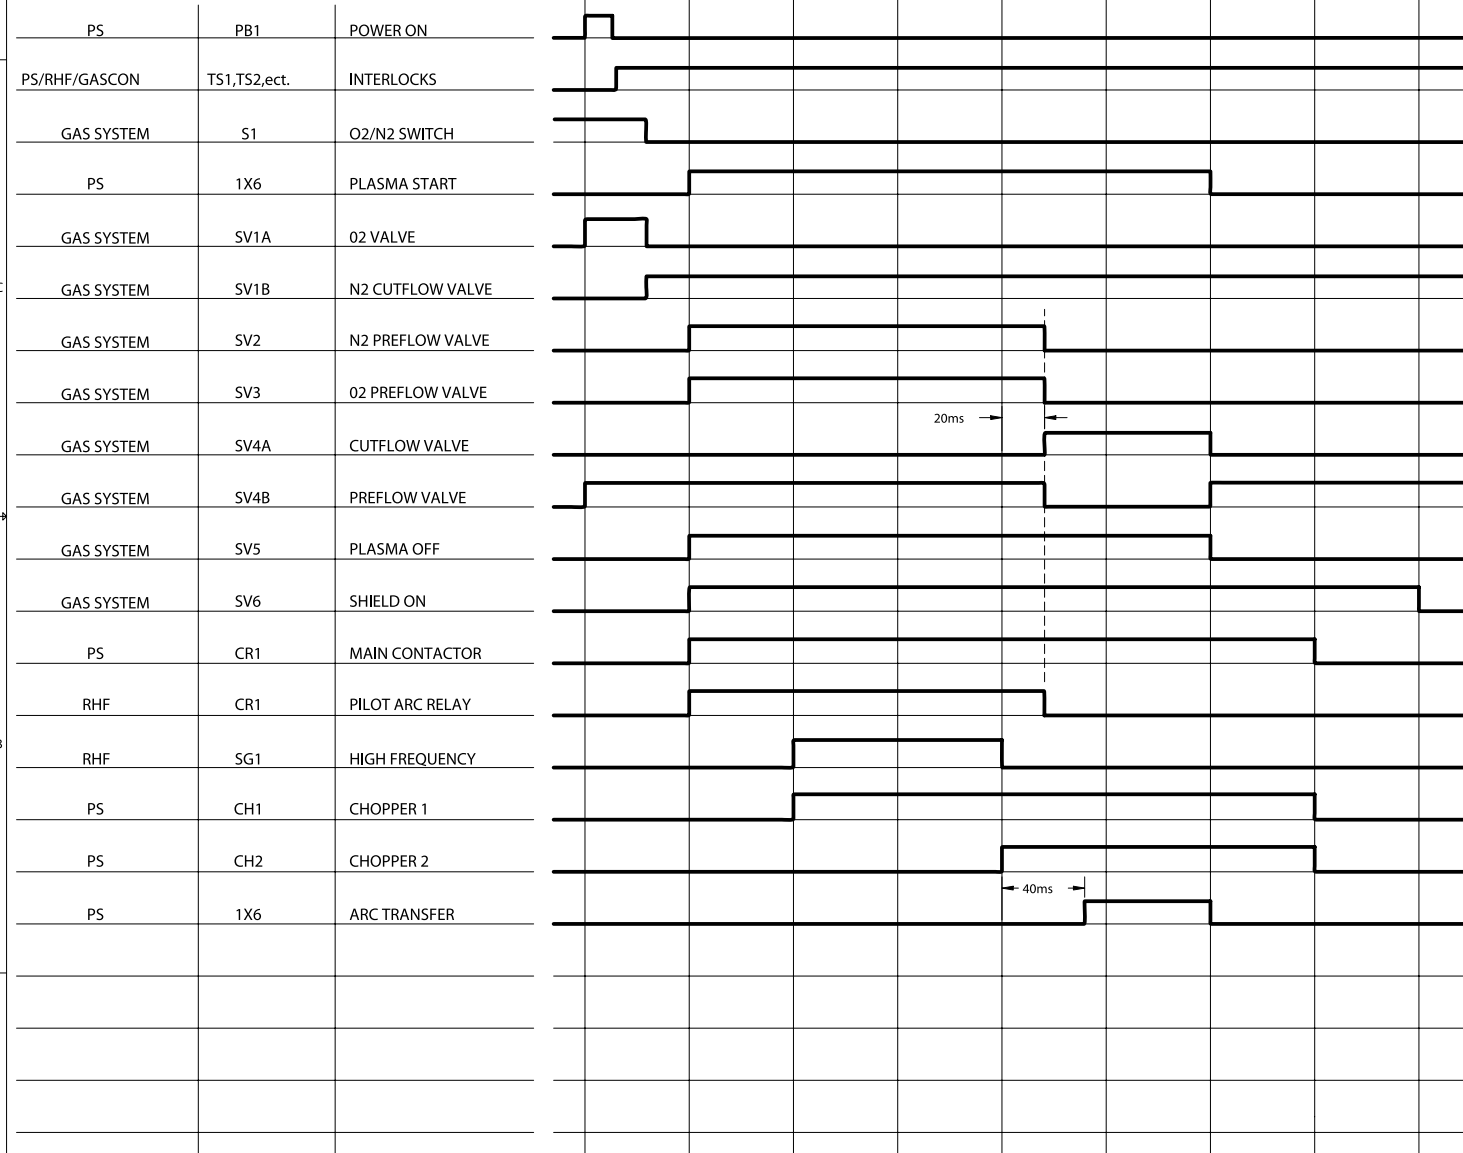 PS PB1 POWER ON
PS/RHF/GASCON TS1,TS2,ect. INTERLOCKS
GAS SYSTEM S1 O2/N2 SWITCH
PS 1X6 PLASMA START
GAS SYSTEM SV1A 02 VALVE
GAS SYSTEM SV1B N2 CUTFLOW VALVE
GAS SYSTEM SV2 N2 PREFLOW VALVE
GAS SYSTEM SV3 02 PREFLOW VALVE
20ms
GAS SYSTEM SV4A CUTFLOW VALVE
GAS SYSTEM SV4B PREFLOW VALVE
GAS SYSTEM SV5 PLASMA OFF
GAS SYSTEM SV6 SHIELD ON
PS CR1 MAIN CONTACTOR
RHF CR1 PILOT ARC RELAY
RHF SG1 HIGH FREQUENCY
PS CH1 CHOPPER 1
PS CH2 CHOPPER 2
40ms
PS 1X6 ARC TRANSFER